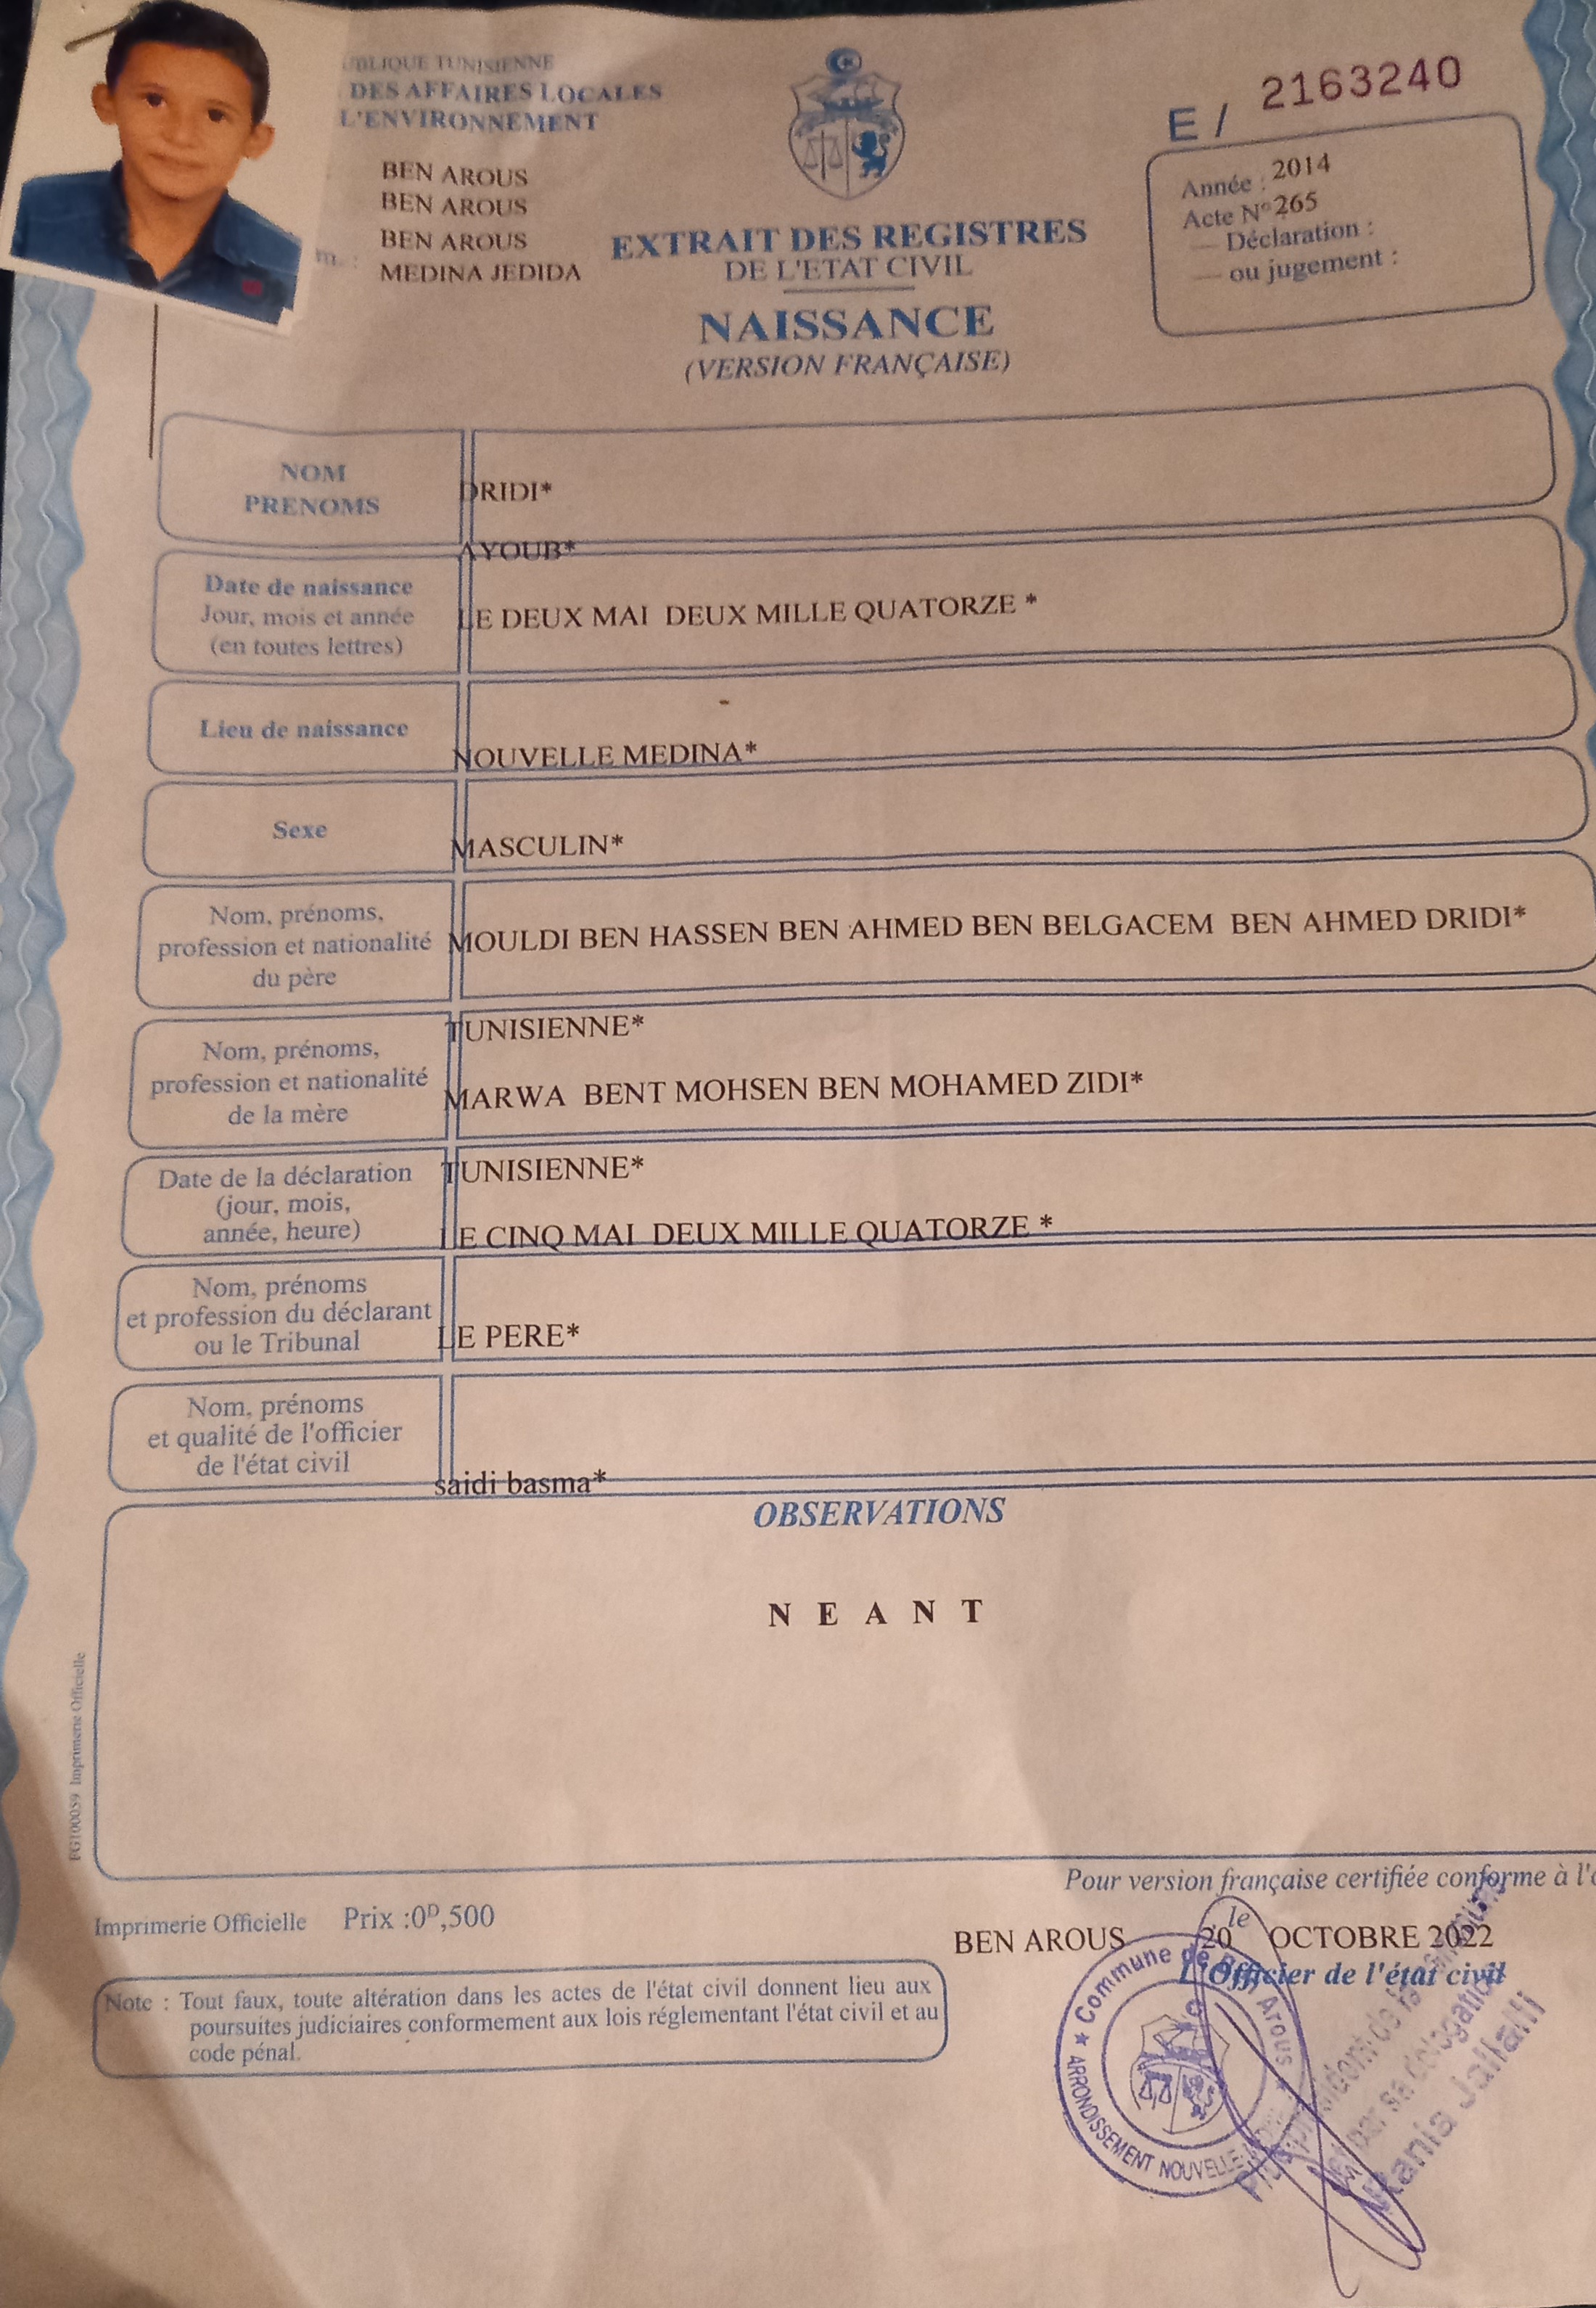 TUNISIENNE
DES AFFAIRES LOCALES
L'ENVIRONNEMENT
BEN AROUS
BEN AROUS
BEN AROUS
MEDINA JEDIDA
E / 2163240
Année : 2014
Acte N° 265
— Déclaration :
— ou jugement :
EXTRAIT DES REGISTRES
DE L'ETAT CIVIL
NAISSANCE
(VERSION FRANÇAISE)
NOM
PRENOMS
DRIDI*
AYOUB*
Date de naissance
Jour, mois et année
(en toutes lettres)
LE DEUX MAI DEUX MILLE QUATORZE *
Lieu de naissance
NOUVELLE MEDINA*
Sexe
MASCULIN*
Nom, prénoms,
profession et nationalité
du père
MOULDI BEN HASSEN BEN AHMED BEN BELGACEM BEN AHMED DRIDI*
TUNISIENNE*
Nom, prénoms,
profession et nationalité
de la mère
MARWA BENT MOHSEN BEN MOHAMED ZIDI*
TUNISIENNE*
Date de la déclaration
(jour, mois,
année, heure)
LE CINQ MAI DEUX MILLE QUATORZE *
Nom, prénoms
et profession du déclarant
ou le Tribunal
LE PERE*
Nom, prénoms
et qualité de l'officier
de l'état civil
saidi basma*
OBSERVATIONS
N E A N T
FG100059 Imprimerie Officielle
Pour version française certifiée conforme à
Imprimerie Officielle Prix :0ᴰ,500
le
BEN AROUS 20 OCTOBRE 2022
L'Officier de l'état civil
Note : Tout faux, toute altération dans les actes de l'état civil donnent lieu aux
poursuites judiciaires conformement aux lois réglementant l'état civil et au
code pénal.
★ Commune de Ben Arous ★
ARRONDISSEMENT NOUVELLE